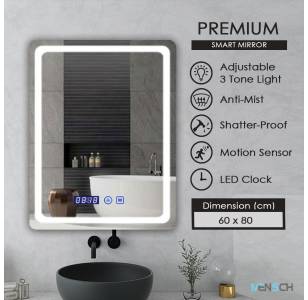 PREMIUM
SMART MIRROR
Adjustable
3 Tone Light
Anti-Mist
Shatter-Proof
Motion Sensor
LED Clock
Dimension (cm)
60 x 80